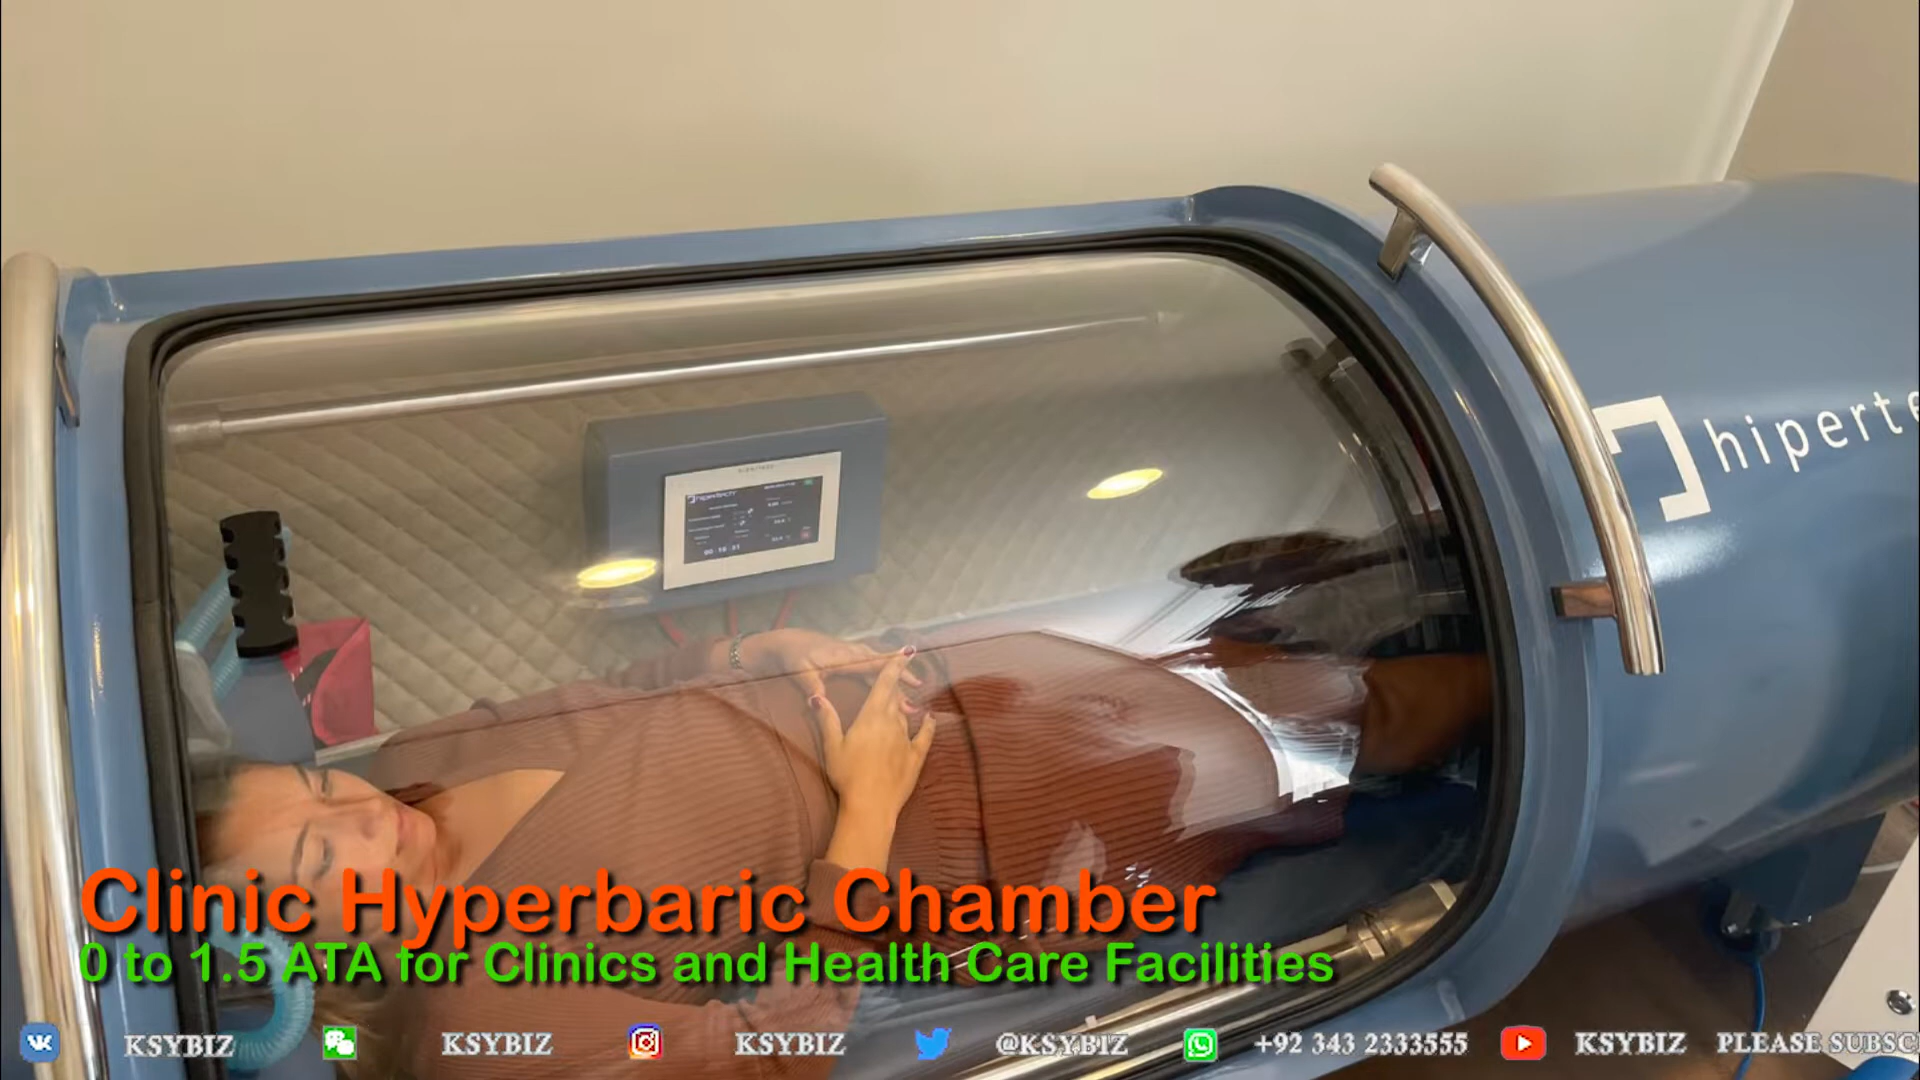 hiperte
hipertech
Clinic Hyperbaric Chamber
0 to 1.5 ATA for Clinics and Health Care Facilities
KSYBIZ KSYBIZ KSYBIZ @KSYBIZ +92 343 2333555 KSYBIZ PLEASE SUBSC